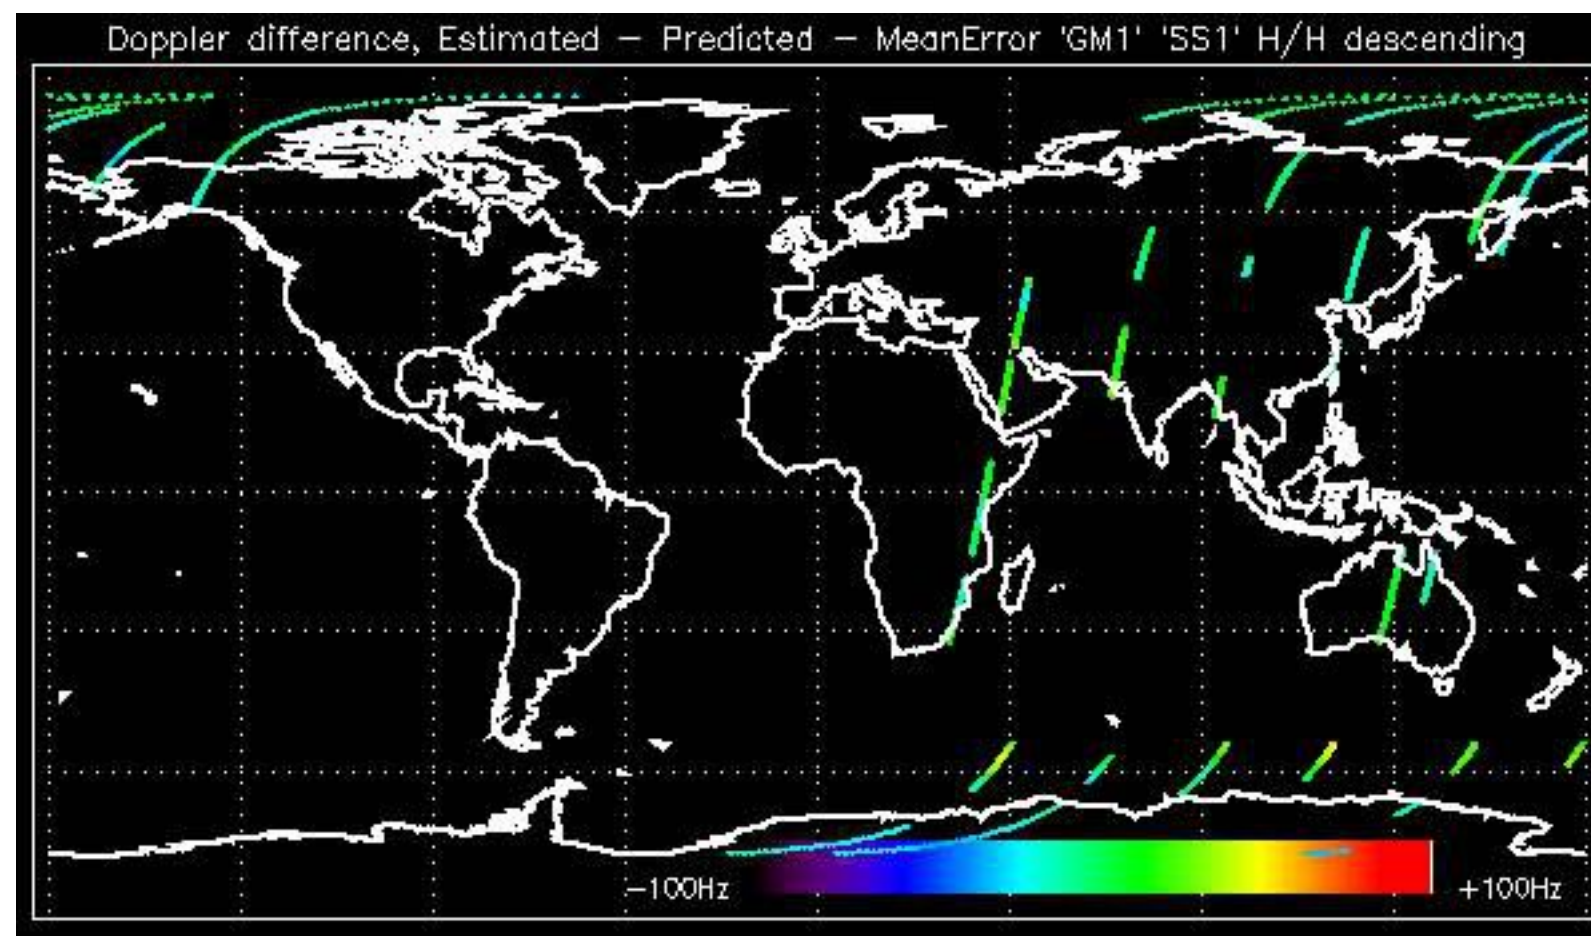 Doppler difference, Estimated – Predicted – MeanError 'GM1' 'SS1' H/H descending
–100Hz +100Hz